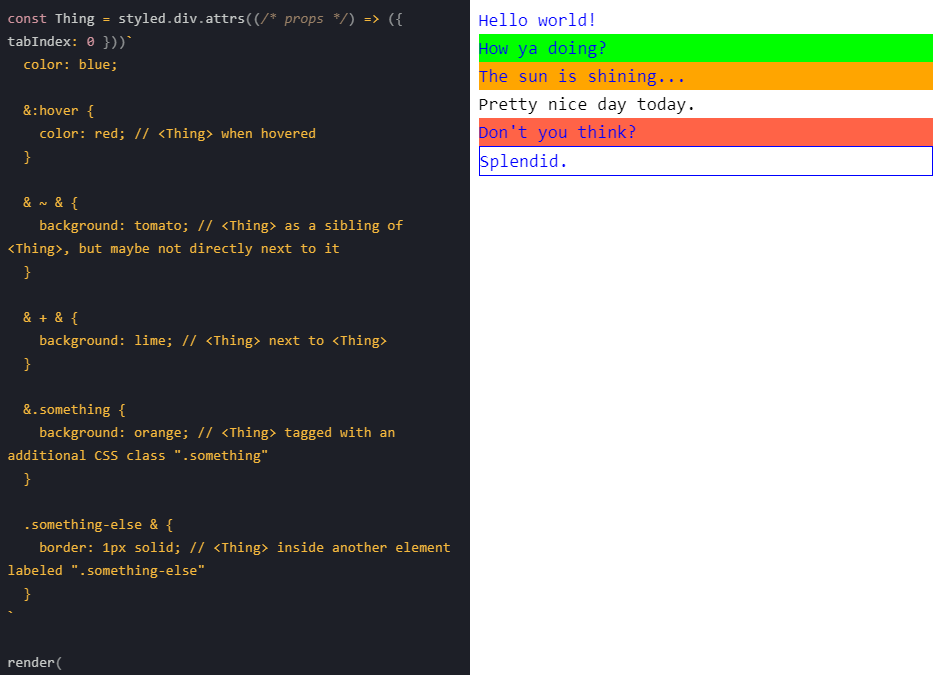 const Thing = styled.div.attrs((/* props */) => ({
tabIndex: 0 }))`
  color: blue;

  &:hover {
    color: red; // <Thing> when hovered
  }

  & ~ & {
    background: tomato; // <Thing> as a sibling of
<Thing>, but maybe not directly next to it
  }

  & + & {
    background: lime; // <Thing> next to <Thing>
  }

  &.something {
    background: orange; // <Thing> tagged with an
additional CSS class ".something"
  }

  .something-else & {
    border: 1px solid; // <Thing> inside another element
labeled ".something-else"
  }
`

render(
Hello world!
How ya doing?
The sun is shining...
Pretty nice day today.
Don't you think?
Splendid.